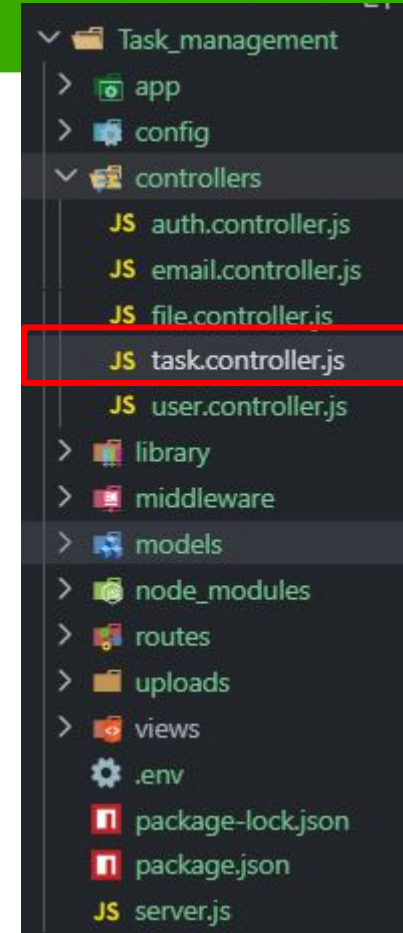 Task_management
app
config
controllers
JS auth.controller.js
JS email.controller.js
JS file.controller.js
JS task.controller.js
JS user.controller.js
library
middleware
models
node_modules
routes
uploads
views
.env
package-lock.json
package.json
JS server.js